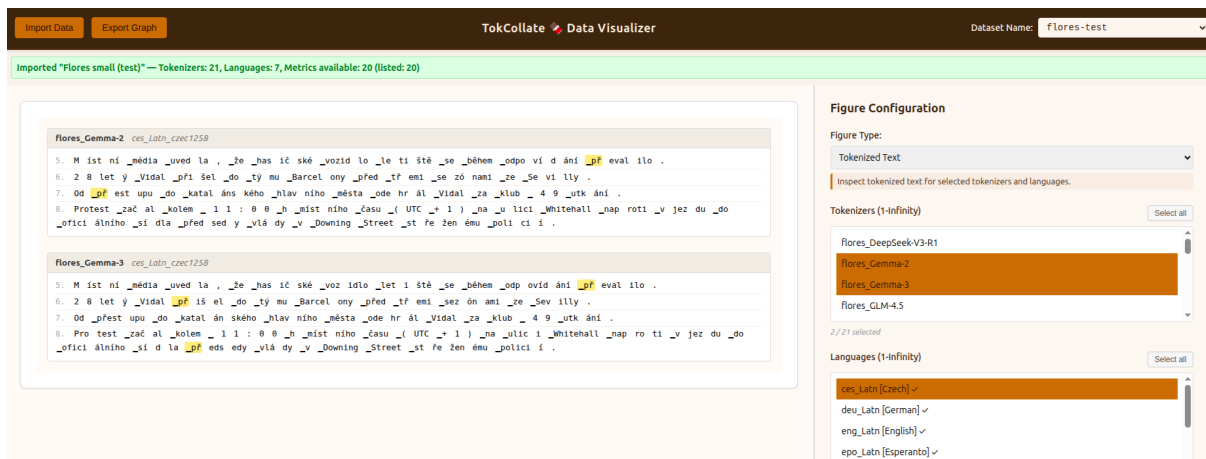 Import Data
Export Graph
TokCollate 🍫 Data Visualizer
Dataset Name:
flores-test
Imported "Flores small (test)" — Tokenizers: 21, Languages: 7, Metrics available: 20 (listed: 20)
flores_Gemma-2 ces_Latn_czec1258
5. M íst ní _média _uved la , _že _has ič ské _vozid lo _le ti ště _se _během _odpo ví d ání _př eval ilo .
6. 2 8 let ý _Vidal _při šel _do _tý mu _Barcel ony _před _tř emi _se zó nami _ze _Se vi lly .
7. Od _př est upu _do _katal áns kého _hlav ního _města _ode hr ál _Vidal _za _klub _ 4 9 _utk ání .
8. Protest _zač al _kolem _ 1 1 : 0 0 _h _míst ního _času _( UTC _+ 1 ) _na _u lici _Whitehall _nap roti _v jez du _do
_ofici álního _sí dla _před sed y _vlá dy _v _Downing _Street _st ře žen ému _poli ci í .
flores_Gemma-3 ces_Latn_czec1258
5. M íst ní _média _uved la , _že _has ič ské _voz idlo _let i ště _se _během _odp ovíd ání _př eval ilo .
6. 2 8 let ý _Vidal _př iš el _do _tý mu _Barcel ony _před _tř emi _sez ón ami _ze _Sev illy .
7. Od _přest upu _do _katal án ského _hlav ního _města _ode hr ál _Vidal _za _klub _ 4 9 _utk ání .
8. Pro test _zač al _kolem _ 1 1 : 0 0 _h _míst ního _času _( UTC _+ 1 ) _na _ulic i _Whitehall _nap ro ti _v jez du _do
_ofici álního _sí d la _př eds edy _vlá dy _v _Downing _Street _st ře žen ému _polici í .
Figure Configuration
Figure Type:
Tokenized Text
Inspect tokenized text for selected tokenizers and languages.
Tokenizers (1-Infinity)
Select all
flores_DeepSeek-V3-R1
flores_Gemma-2
flores_Gemma-3
flores_GLM-4.5
2 / 21 selected
Languages (1-Infinity)
Select all
ces_Latn [Czech] ✓
deu_Latn [German] ✓
eng_Latn [English] ✓
epo_Latn [Esperanto] ✓